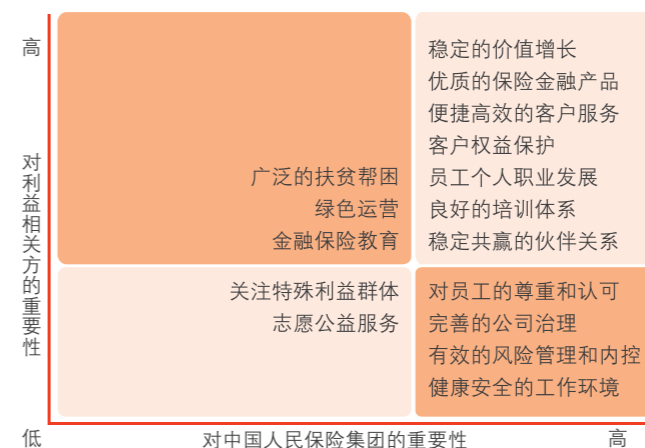 高
对利益相关方的重要性
广泛的扶贫帮困
绿色运营
金融保险教育
稳定的价值增长
优质的保险金融产品
便捷高效的客户服务
客户权益保护
员工个人职业发展
良好的培训体系
稳定共赢的伙伴关系
关注特殊利益群体
志愿公益服务
对员工的尊重和认可
完善的公司治理
有效的风险管理和内控
健康安全的工作环境
低
对中国人民保险集团的重要性
高